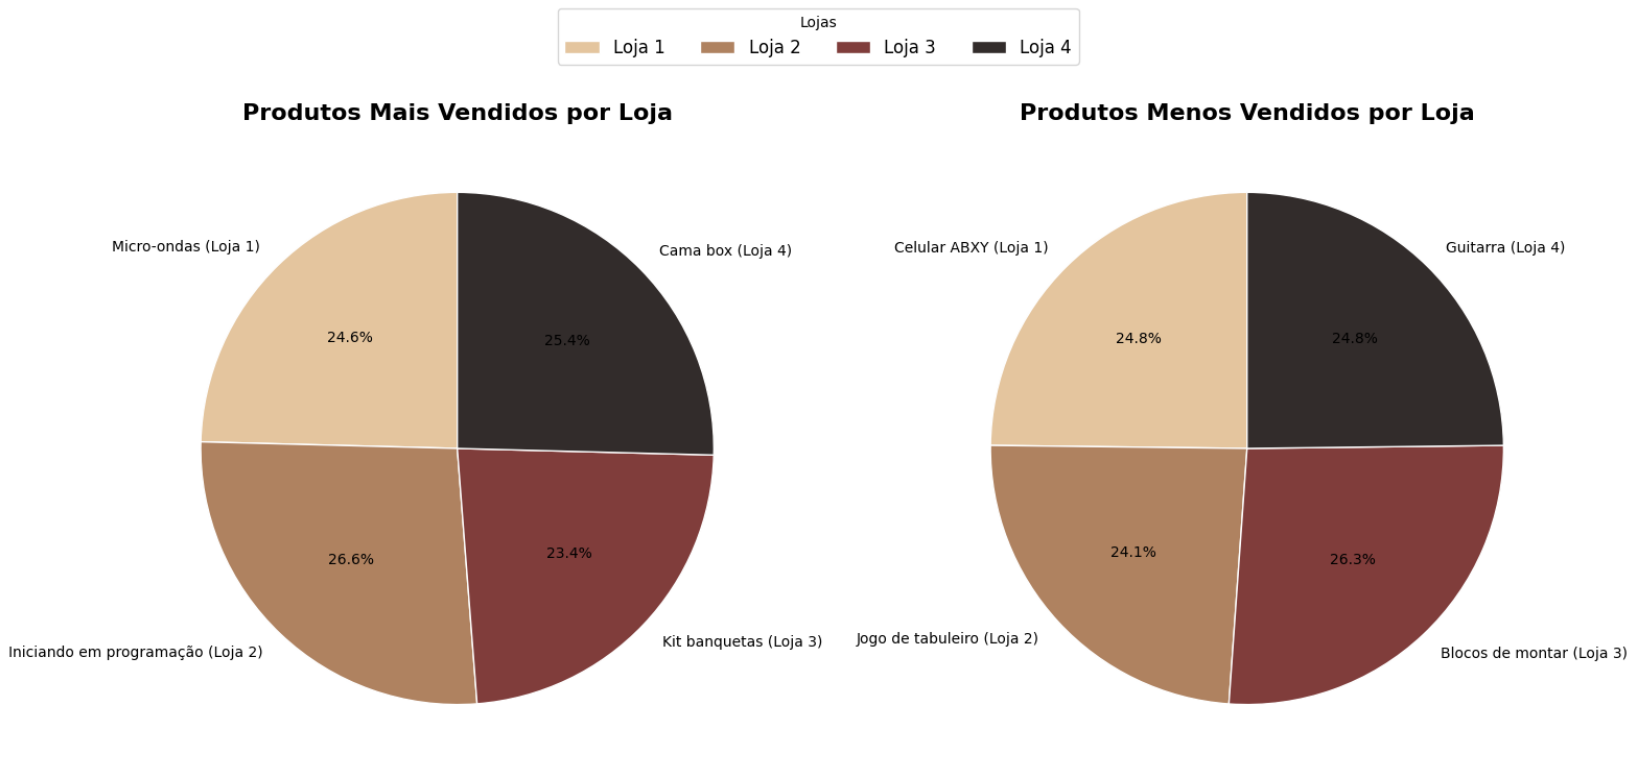 Lojas
Loja 1 Loja 2 Loja 3 Loja 4
Produtos Mais Vendidos por Loja
Micro-ondas (Loja 1)
Cama box (Loja 4)
24.6%
25.4%
26.6%
23.4%
Iniciando em programação (Loja 2)
Kit banquetas (Loja 3)
Produtos Menos Vendidos por Loja
Celular ABXY (Loja 1)
Guitarra (Loja 4)
24.8%
24.8%
24.1%
26.3%
Jogo de tabuleiro (Loja 2)
Blocos de montar (Loja 3)